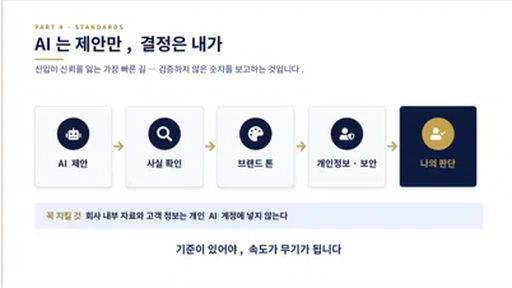 PART 4 · STANDARDS
AI 는 제안만 , 결정은 내가
신입이 신뢰를 잃는 가장 빠른 길 — 검증하지 않은 숫자를 보고하는 것입니다 .
AI 제안
사실 확인
브랜드 톤
개인정보 · 보안
나의 판단
꼭 지킬 것 회사 내부 자료와 고객 정보는 개인 AI 계정에 넣지 않는다
기준이 있어야 , 속도가 무기가 됩니다